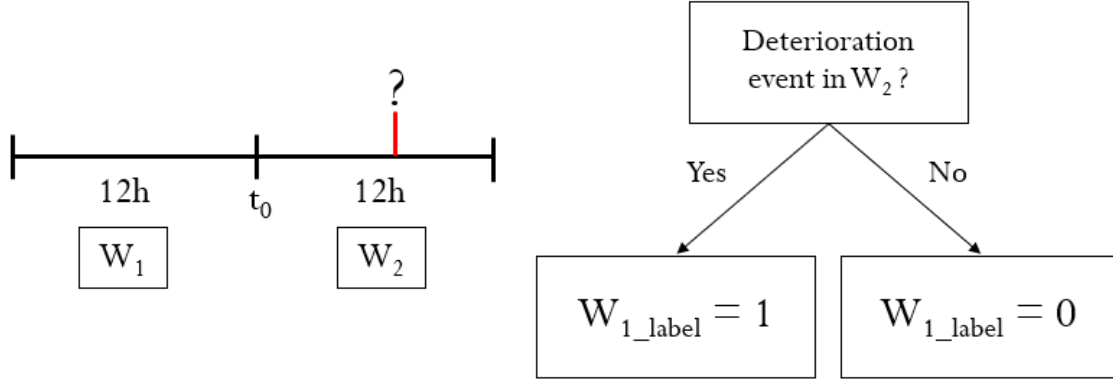 ?
12h
t₀
12h
W₁
W₂
Deterioration
event in W₂ ?
Yes
No
W₁_label = 1
W₁_label = 0